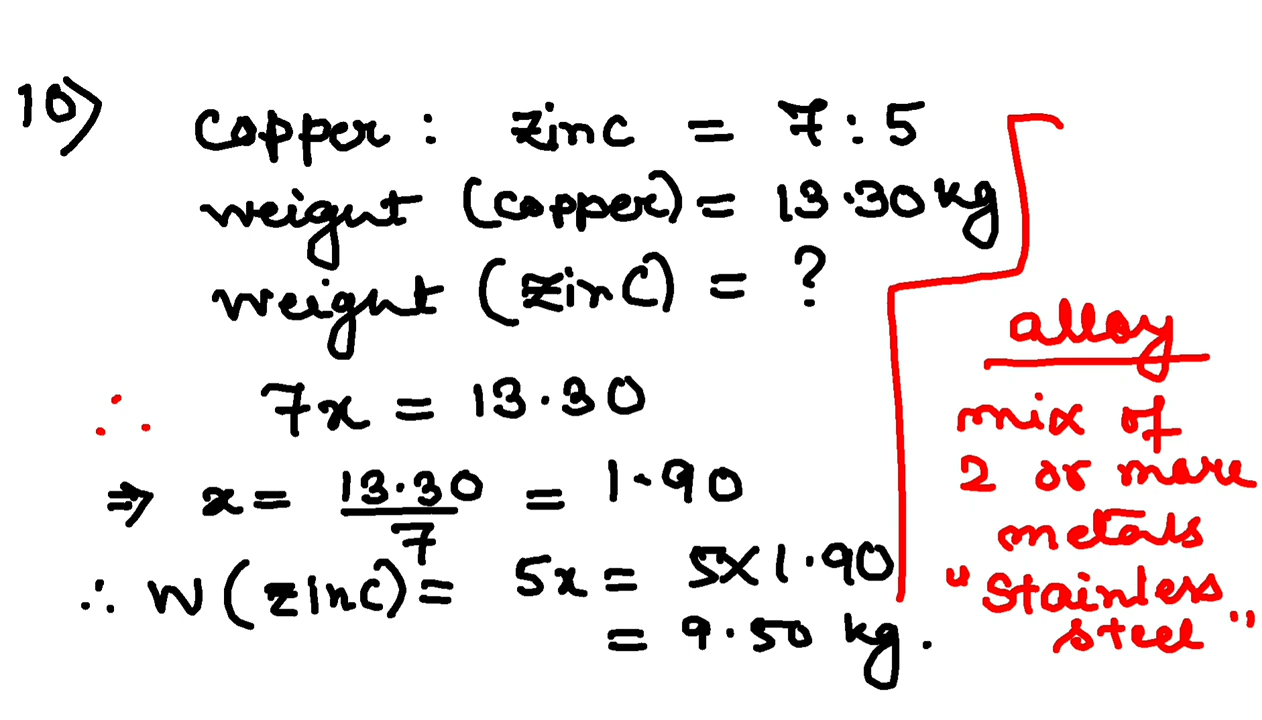 10)
copper : zinc = 7 : 5
weight (copper) = 13.30 kg
weight (zinc) = ?
∴ 7x = 13.30
⇒ x = 13.30/7 = 1.90
∴ W (zinc) = 5x = 5 X 1.90
= 9.50 kg.
alloy
mix of
2 or more
metals
"Stainless
steel"